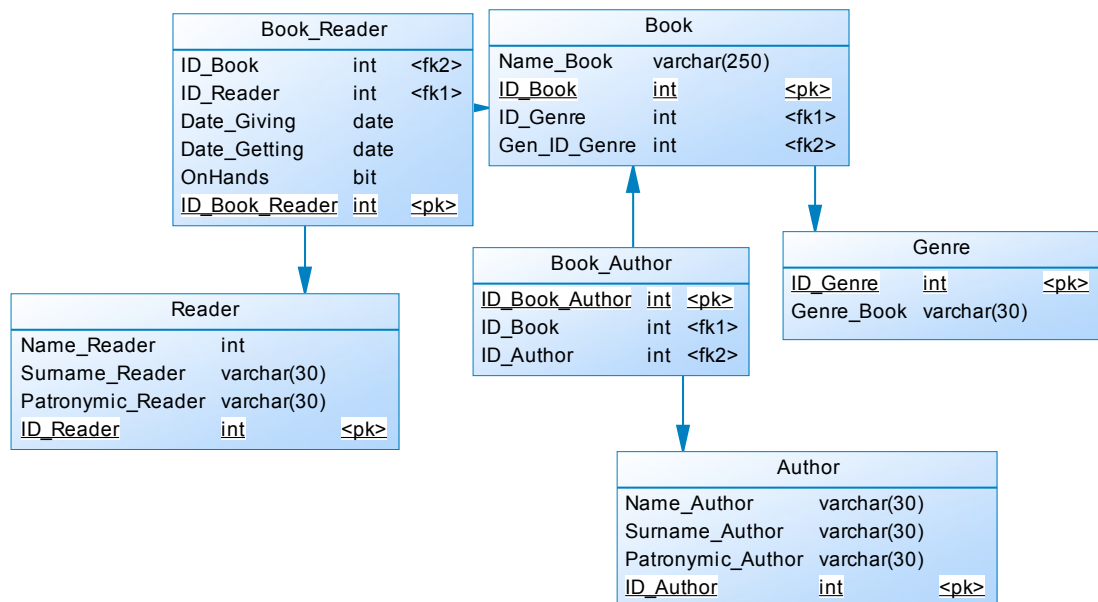 Book_Reader
ID_Book int <fk2>
ID_Reader int <fk1>
Date_Giving date
Date_Getting date
OnHands bit
ID_Book_Reader int <pk>
Book
Name_Book varchar(250)
ID_Book int <pk>
ID_Genre int <fk1>
Gen_ID_Genre int <fk2>
Genre
ID_Genre int <pk>
Genre_Book varchar(30)
Book_Author
ID_Book_Author int <pk>
ID_Book int <fk1>
ID_Author int <fk2>
Reader
Name_Reader int
Surname_Reader varchar(30)
Patronymic_Reader varchar(30)
ID_Reader int <pk>
Author
Name_Author varchar(30)
Surname_Author varchar(30)
Patronymic_Author varchar(30)
ID_Author int <pk>